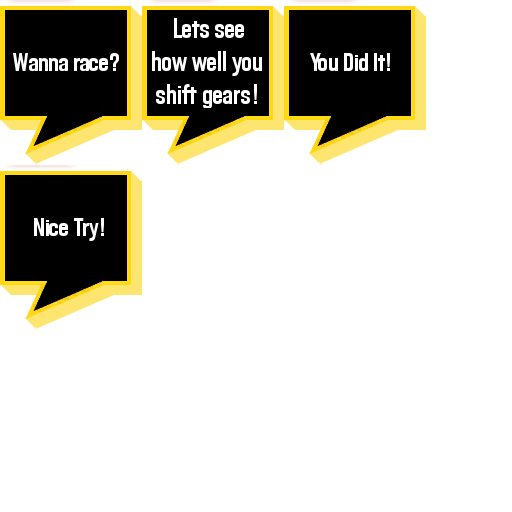 Wanna race?
Lets see
how well you
shift gears!
You Did It!
Nice Try!